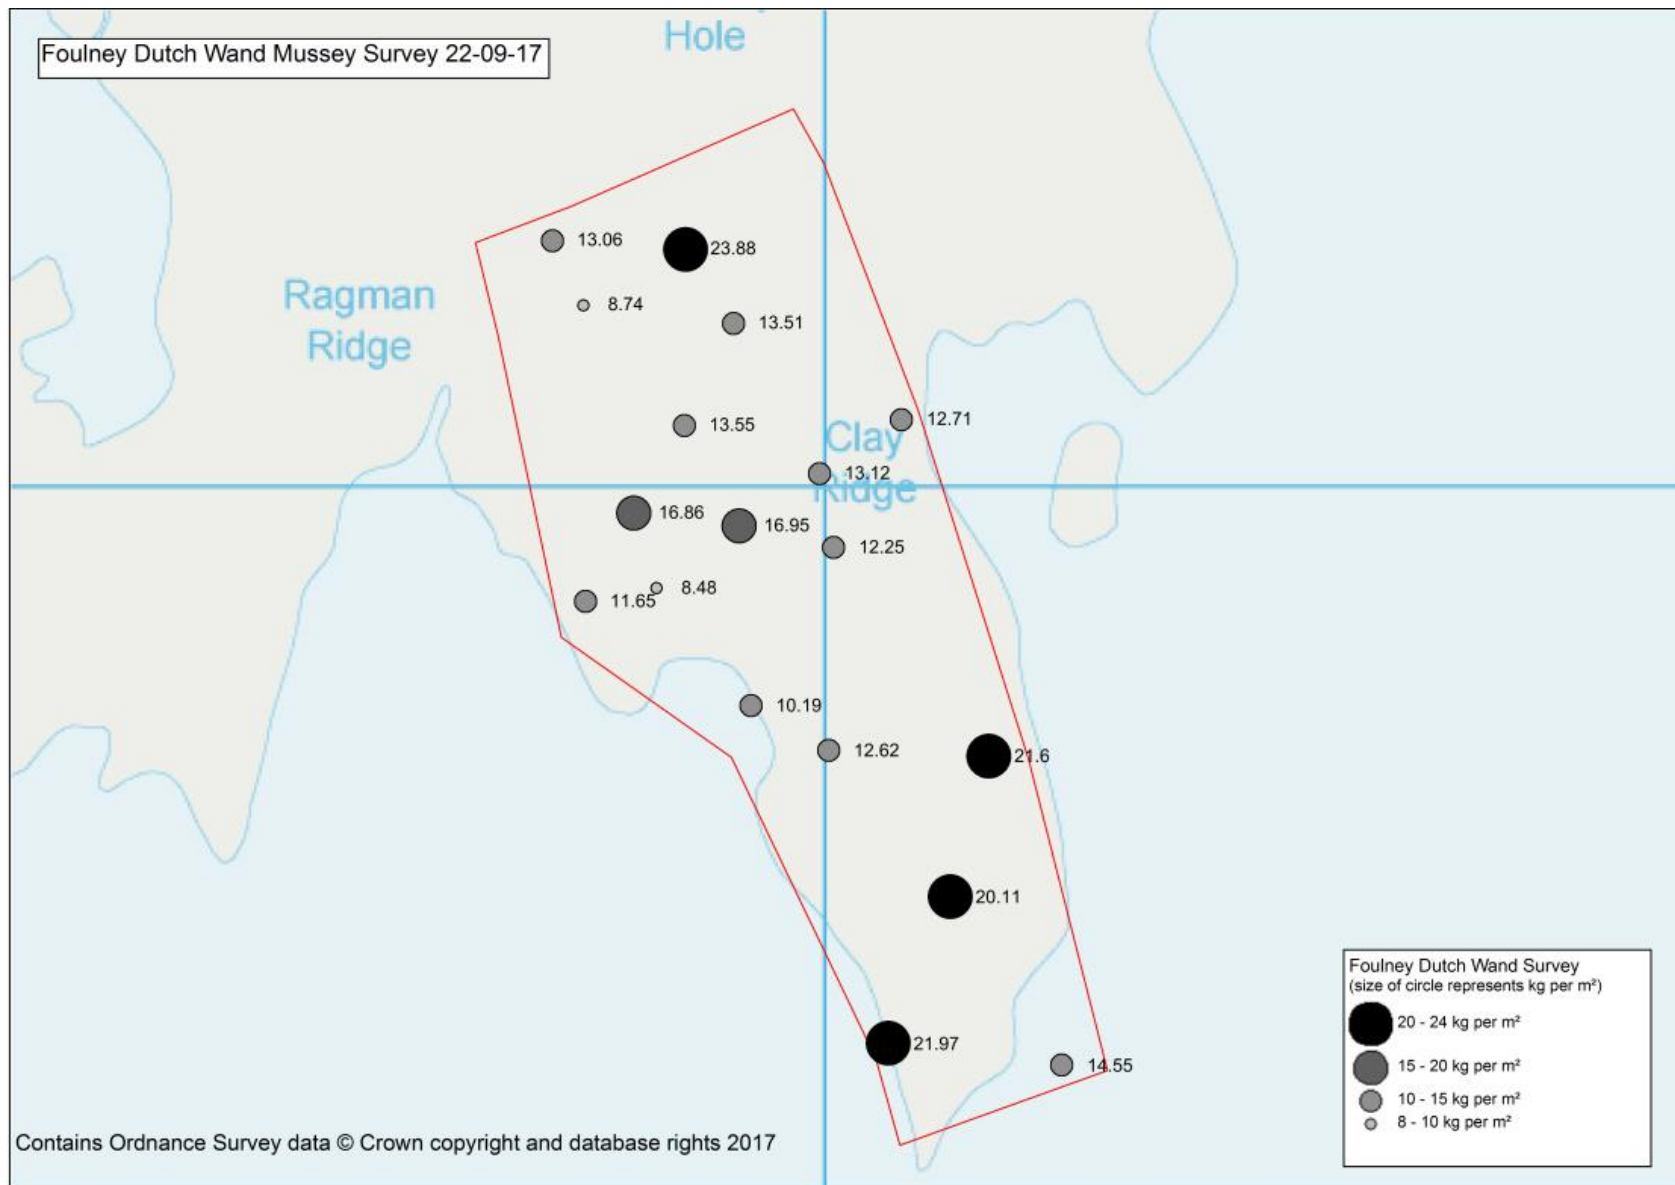 Hole
Foulney Dutch Wand Mussey Survey 22-09-17
13.06
23.88
Ragman
Ridge
8.74
13.51
13.55
12.71
Clay
Ridge
13.12
16.86
16.95
12.25
11.65
8.48
10.19
12.62
21.6
20.11
21.97
14.55
Foulney Dutch Wand Survey
(size of circle represents kg per m²)
20 - 24 kg per m²
15 - 20 kg per m²
10 - 15 kg per m²
8 - 10 kg per m²
Contains Ordnance Survey data © Crown copyright and database rights 2017